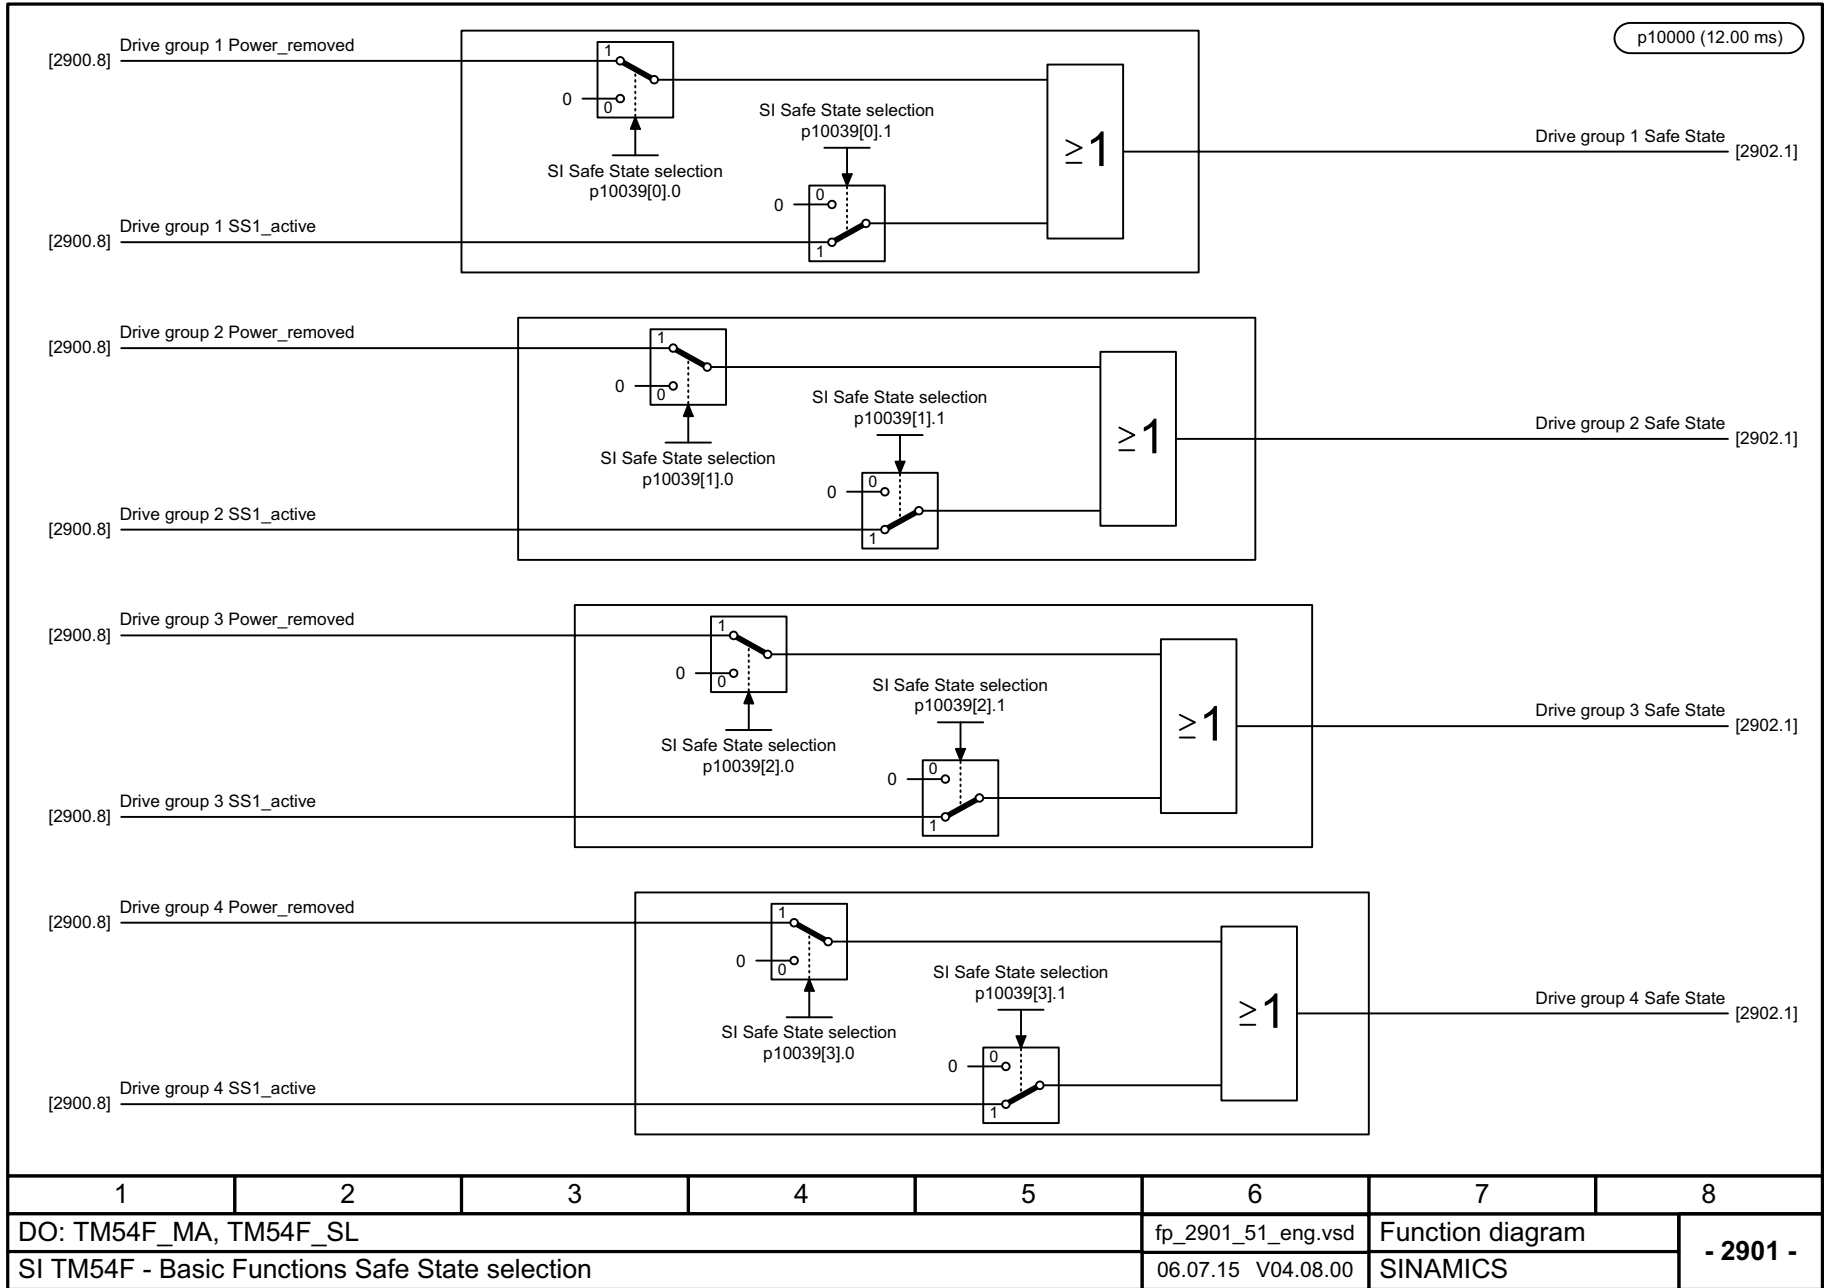 p10000 (12.00 ms)
Drive group 1 Power_removed
[2900.8]
1
0
0
SI Safe State selection
p10039[0].0
SI Safe State selection
p10039[0].1
0
0
1
Drive group 1 SS1_active
[2900.8]
≥1
Drive group 1 Safe State
[2902.1]
Drive group 2 Power_removed
[2900.8]
1
0
0
SI Safe State selection
p10039[1].0
SI Safe State selection
p10039[1].1
0
0
1
Drive group 2 SS1_active
[2900.8]
≥1
Drive group 2 Safe State
[2902.1]
Drive group 3 Power_removed
[2900.8]
1
0
0
SI Safe State selection
p10039[2].0
SI Safe State selection
p10039[2].1
0
0
1
Drive group 3 SS1_active
[2900.8]
≥1
Drive group 3 Safe State
[2902.1]
Drive group 4 Power_removed
[2900.8]
1
0
0
SI Safe State selection
p10039[3].0
SI Safe State selection
p10039[3].1
0
0
1
Drive group 4 SS1_active
[2900.8]
≥1
Drive group 4 Safe State
[2902.1]
1 2 3 4 5 6 7 8
DO: TM54F_MA, TM54F_SL
fp_2901_51_eng.vsd
Function diagram
- 2901 -
SI TM54F - Basic Functions Safe State selection
06.07.15 V04.08.00
SINAMICS